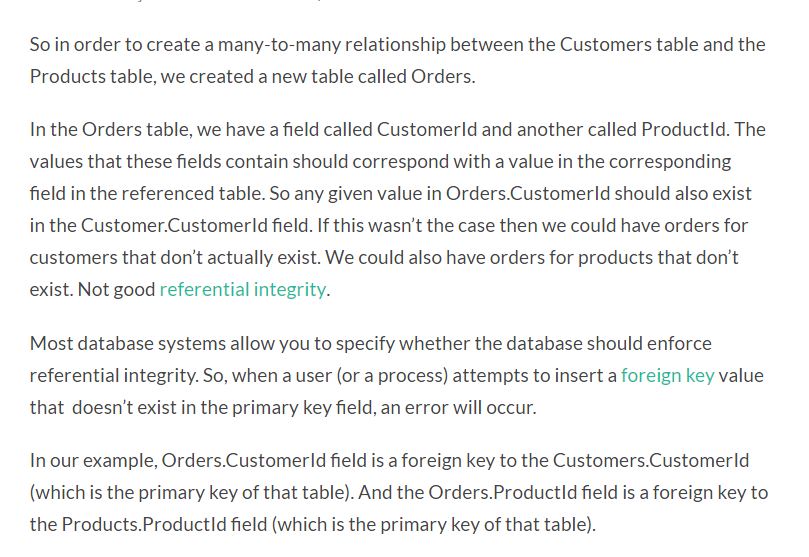 So in order to create a many-to-many relationship between the Customers table and the
Products table, we created a new table called Orders.
In the Orders table, we have a field called CustomerId and another called ProductId. The
values that these fields contain should correspond with a value in the corresponding
field in the referenced table. So any given value in Orders.CustomerId should also exist
in the Customer.CustomerId field. If this wasn’t the case then we could have orders for
customers that don’t actually exist. We could also have orders for products that don’t
exist. Not good referential integrity.
Most database systems allow you to specify whether the database should enforce
referential integrity. So, when a user (or a process) attempts to insert a foreign key value
that  doesn’t exist in the primary key field, an error will occur.
In our example, Orders.CustomerId field is a foreign key to the Customers.CustomerId
(which is the primary key of that table). And the Orders.ProductId field is a foreign key to
the Products.ProductId field (which is the primary key of that table).